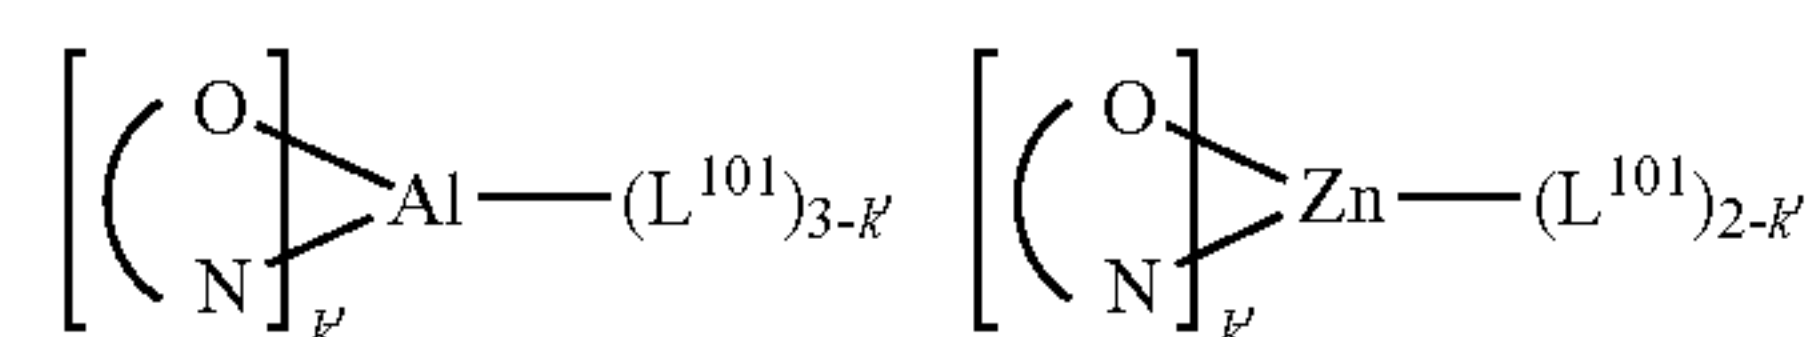 O O
Al (L¹⁰¹)₃₋ₖ′ Zn (L¹⁰¹)₂₋ₖ′
N N
k′ k′